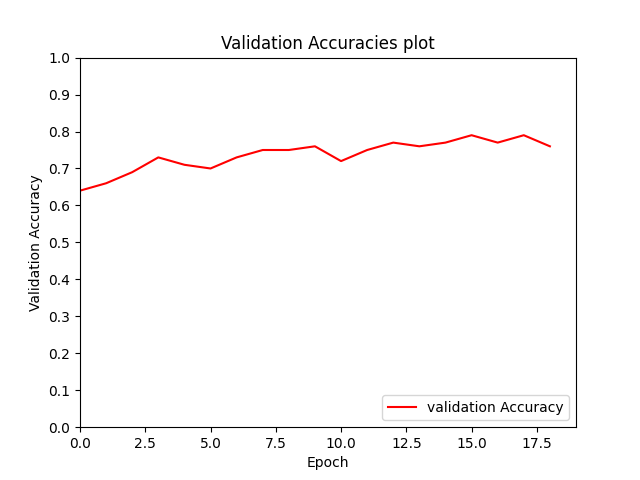 Validation Accuracies plot
1.0
0.9
0.8
0.7
0.6
0.5
0.4
0.3
0.2
0.1
0.0
Validation Accuracy
validation Accuracy
0.0 2.5 5.0 7.5 10.0 12.5 15.0 17.5
Epoch